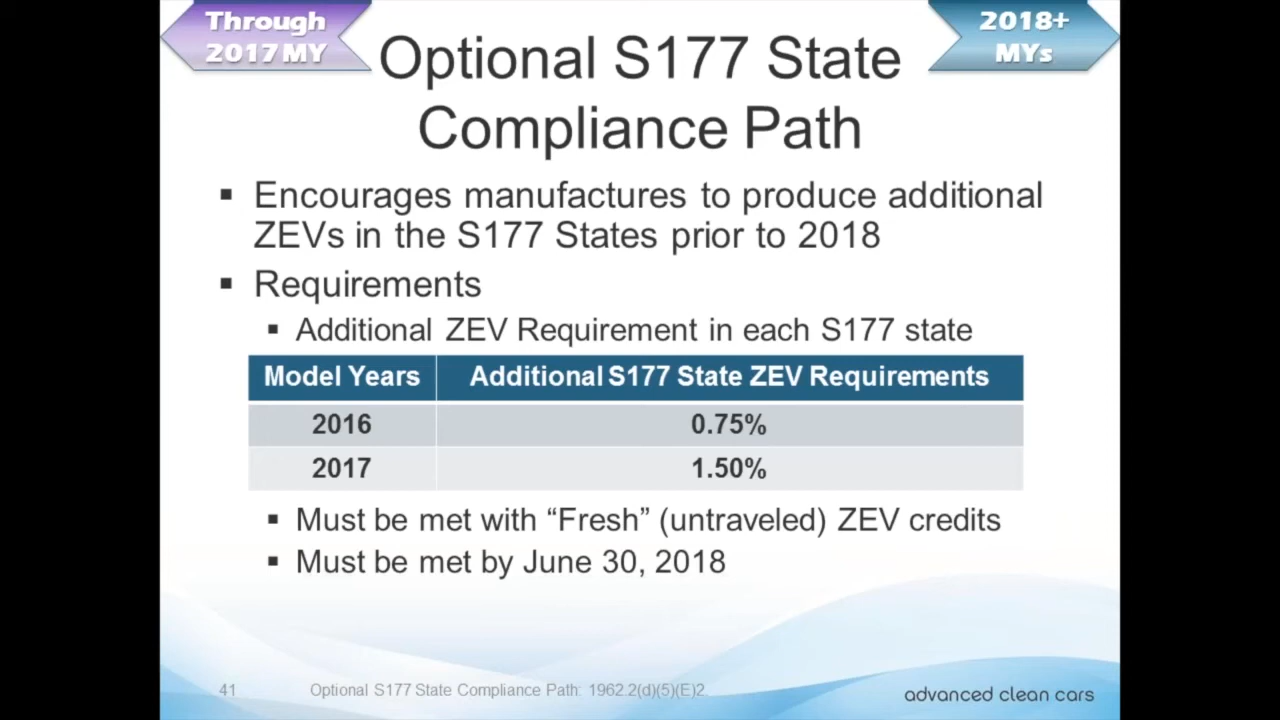 Through
2017 MY
2018+
MYs
Optional S177 State
Compliance Path
▪ Encourages manufactures to produce additional
ZEVs in the S177 States prior to 2018
▪ Requirements
▪ Additional ZEV Requirement in each S177 state
Model Years Additional S177 State ZEV Requirements
2016 0.75%
2017 1.50%
▪ Must be met with “Fresh” (untraveled) ZEV credits
▪ Must be met by June 30, 2018
41 Optional S177 State Compliance Path: 1962.2(d)(5)(E)2.
advanced clean cars